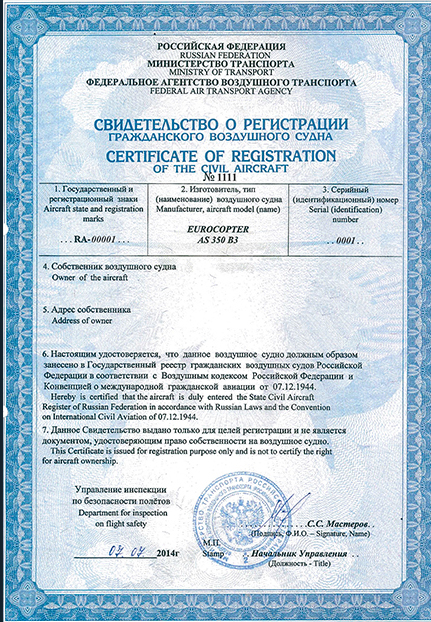 РОССИЙСКАЯ ФЕДЕРАЦИЯ
RUSSIAN FEDERATION
МИНИСТЕРСТВО ТРАНСПОРТА
MINISTRY OF TRANSPORT
ФЕДЕРАЛЬНОЕ АГЕНТСТВО ВОЗДУШНОГО ТРАНСПОРТА
FEDERAL AIR TRANSPORT AGENCY
СВИДЕТЕЛЬСТВО О РЕГИСТРАЦИИ
ГРАЖДАНСКОГО ВОЗДУШНОГО СУДНА
CERTIFICATE OF REGISTRATION
OF THE CIVIL AIRCRAFT
№ 1111
1. Государственный и
регистрационный знаки
Aircraft state and registration
marks
...RA-00001...
2. Изготовитель, тип
(наименование) воздушного судна
Manufacturer, aircraft model (name)
EUROCOPTER
AS 350 B3
3. Серийный
(идентификационный) номер
Serial (identification)
number
..0001..
4. Собственник воздушного судна
Owner of the aircraft
5. Адрес собственника
Address of owner
6. Настоящим удостоверяется, что данное воздушное судно должным образом
занесено в Государственный реестр гражданских воздушных судов Российской
Федерации в соответствии с Воздушным кодексом Российской Федерации и
Конвенцией о международной гражданской авиации от 07.12.1944.
Hereby is certified that the aircraft is duly entered the State Civil Aircraft
Register of Russian Federation in accordance with Russian Laws and the Convention
on International Civil Aviation of 07.12.1944.
7. Данное Свидетельство выдано только для целей регистрации и не является
документом, удостоверяющим право собственности на воздушное судно.
This Certificate is issued for registration purpose only and is not to certify the right
for aircraft ownership.
Управление инспекции
по безопасности полётов
Department for inspection
on flight safety
07 07 2014г
М.П.
Stamp
С.С. Мастеров..
(Подпись, Ф.И.О. – Signature, Name)
Начальник Управления..
(Должность - Title)